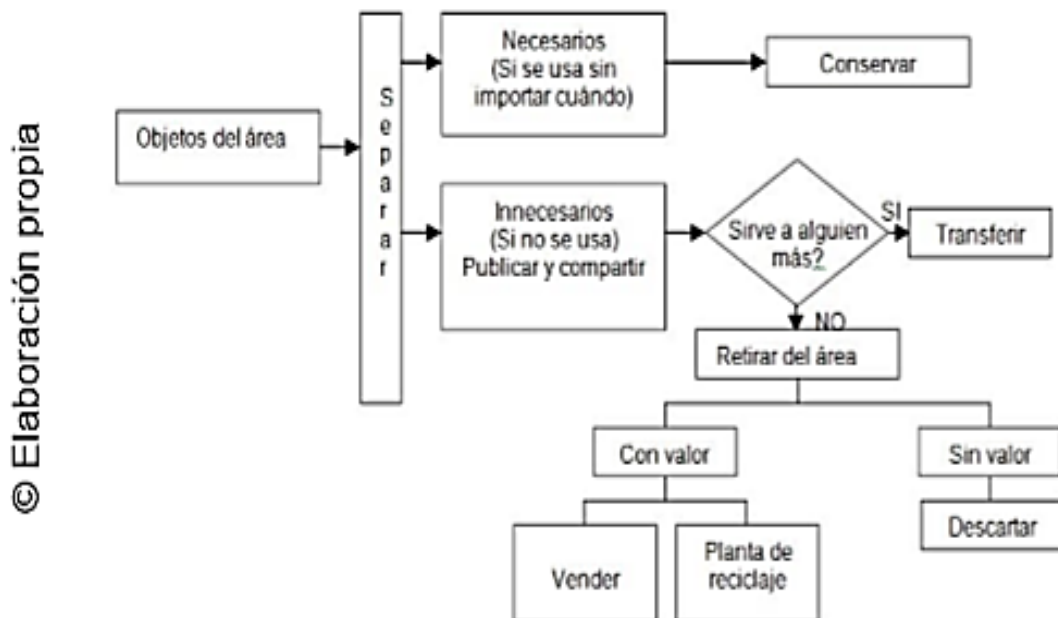 © Elaboración propia
Objetos del área
Separar
Necesarios
(Si se usa sin
importar cuándo)
Conservar
Innecesarios
(Si no se usa)
Publicar y compartir
Sirve a alguien
más?
SI
Transferir
NO
Retirar del área
Con valor
Sin valor
Vender
Planta de
reciclaje
Descartar